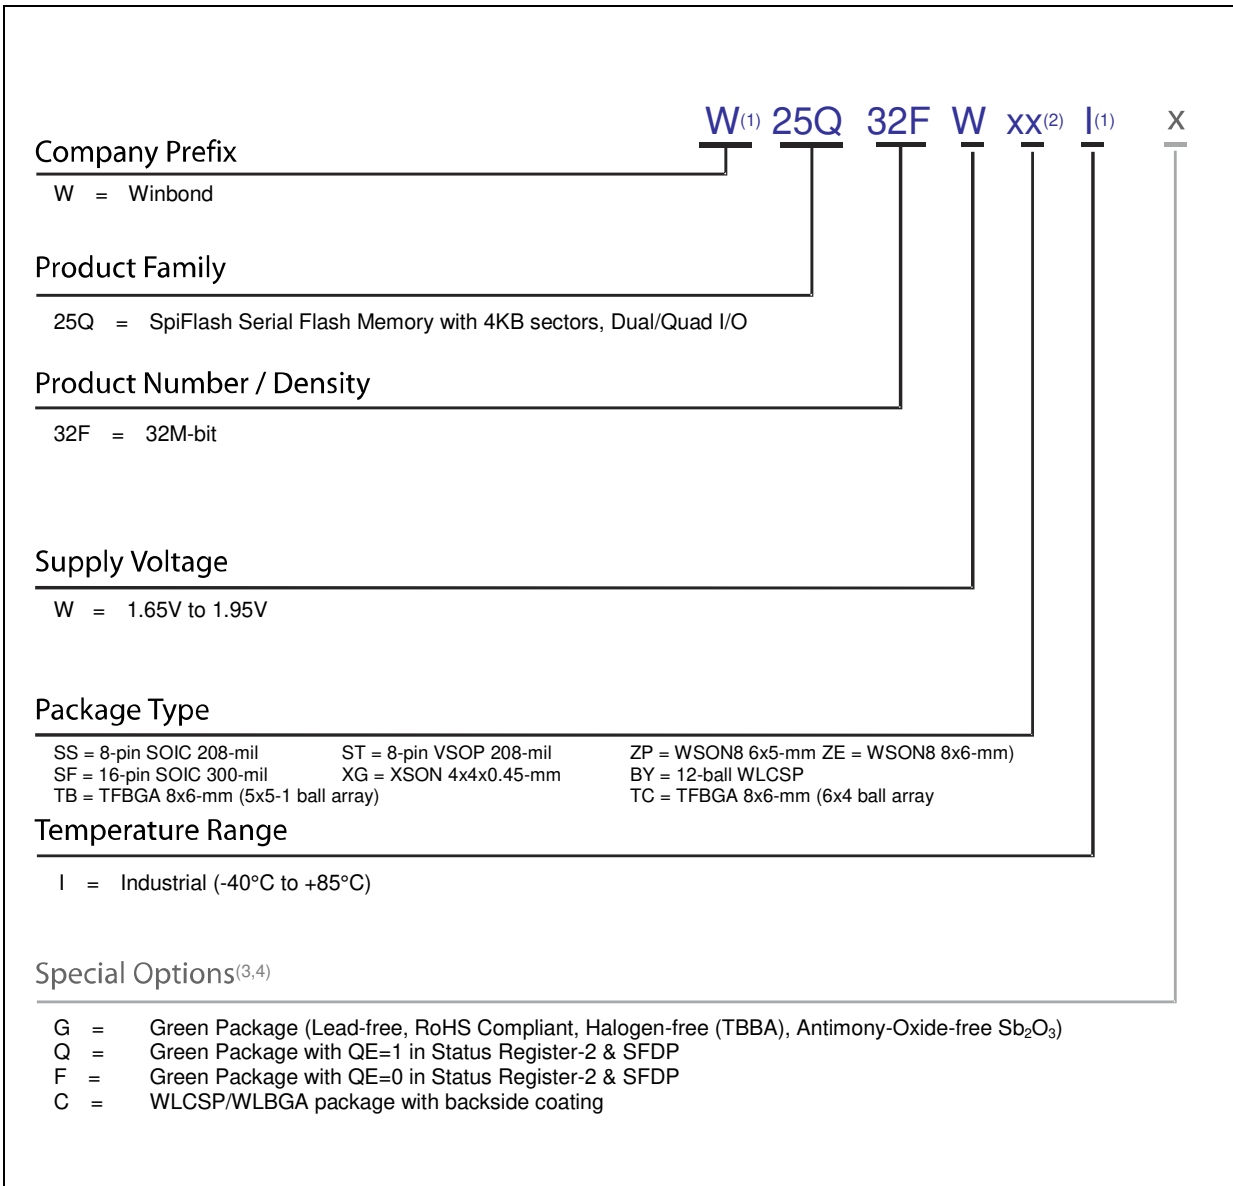 W(1) 25Q 32F W xx(2) I(1) x
Company Prefix
W = Winbond
Product Family
25Q = SpiFlash Serial Flash Memory with 4KB sectors, Dual/Quad I/O
Product Number / Density
32F = 32M-bit
Supply Voltage
W = 1.65V to 1.95V
Package Type
SS = 8-pin SOIC 208-mil ST = 8-pin VSOP 208-mil ZP = WSON8 6x5-mm ZE = WSON8 8x6-mm)
SF = 16-pin SOIC 300-mil XG = XSON 4x4x0.45-mm BY = 12-ball WLCSP
TB = TFBGA 8x6-mm (5x5-1 ball array) TC = TFBGA 8x6-mm (6x4 ball array
Temperature Range
I = Industrial (-40°C to +85°C)
Special Options(3,4)
G = Green Package (Lead-free, RoHS Compliant, Halogen-free (TBBA), Antimony-Oxide-free Sb₂O₃)
Q = Green Package with QE=1 in Status Register-2 & SFDP
F = Green Package with QE=0 in Status Register-2 & SFDP
C = WLCSP/WLBGA package with backside coating